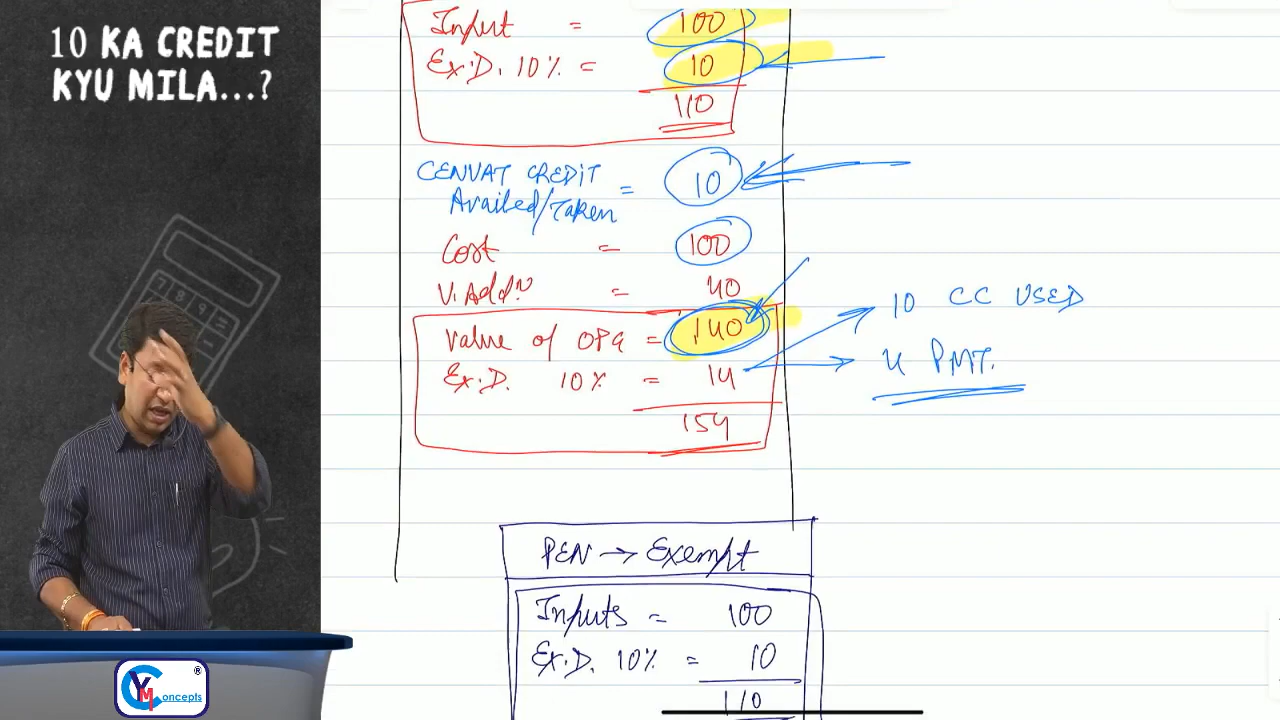 10 KA CREDIT
KYU MILA...?
Input = 100
Ex.D. 10% = 10
110
CENVAT CREDIT
Availed/Taken = 10
Cost = 100
V. Addn = 40
Value of OPG = 140
Ex.D. 10% = 14
154
10 CC USED
4 PMT.
PEN → Exempt
Inputs = 100
Ex.D. 10% = 10
110
CYM
Concepts
®